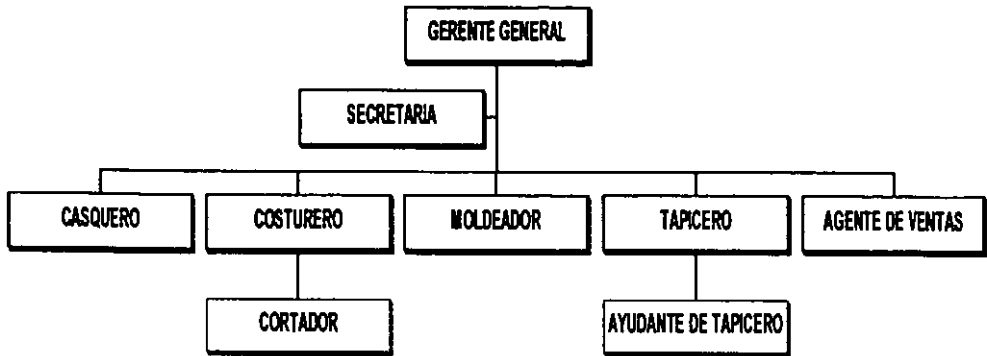 GERENTE GENERAL
SECRETARIA
CASQUERO
COSTURERO
MOLDEADOR
TAPICERO
AGENTE DE VENTAS
CORTADOR
AYUDANTE DE TAPICERO